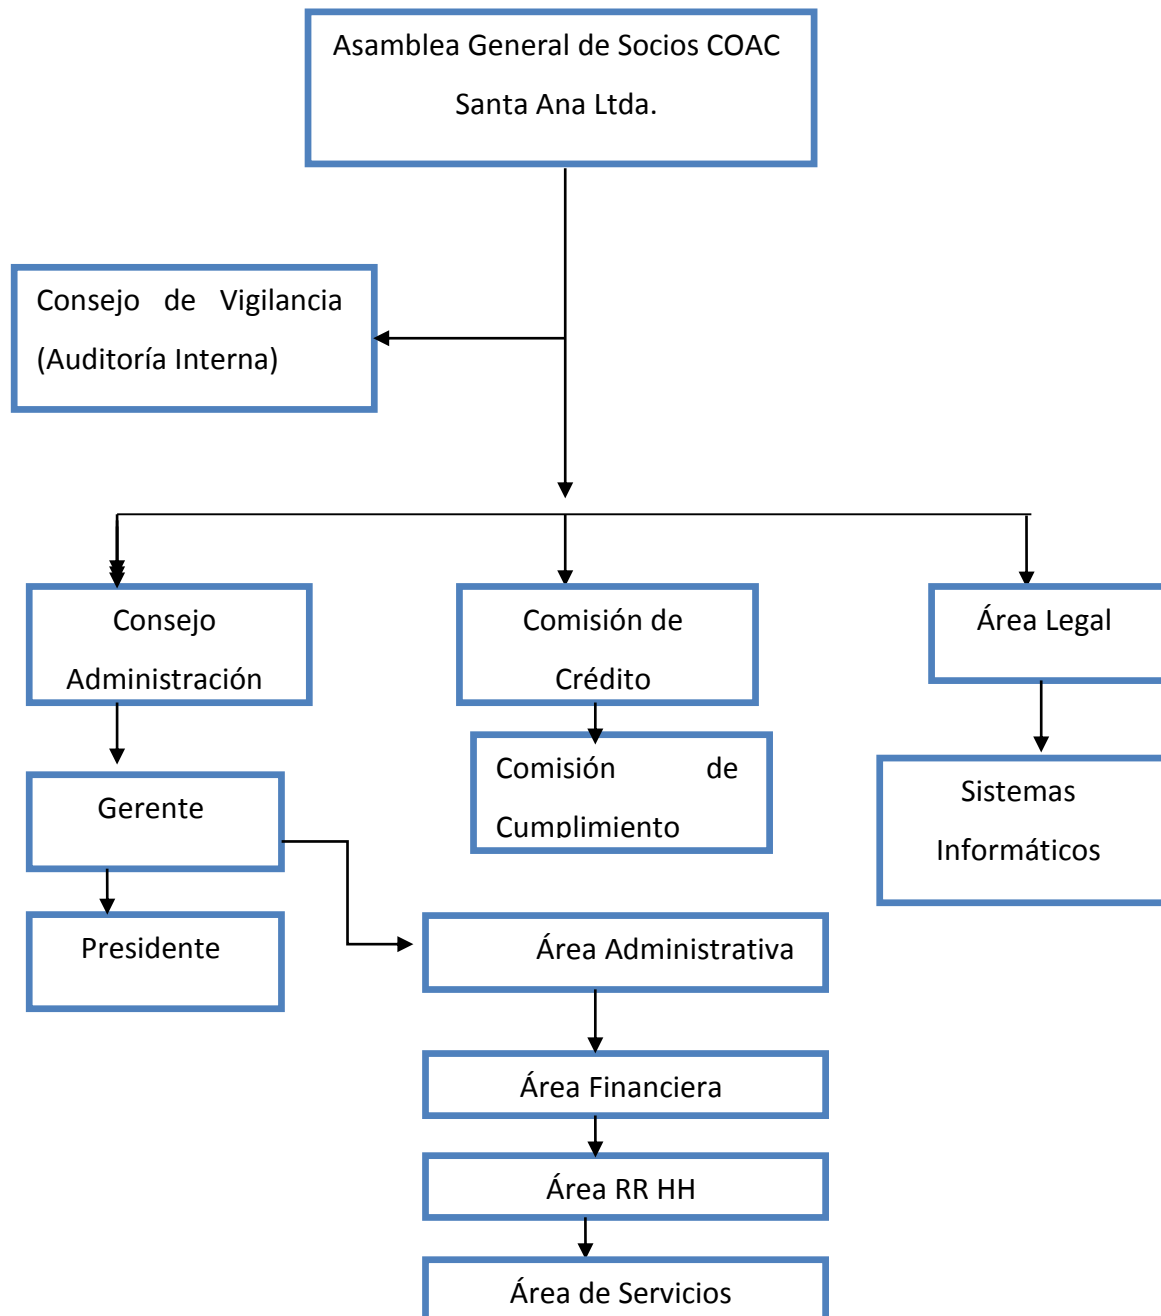 Asamblea General de Socios COAC
Santa Ana Ltda.
Consejo de Vigilancia
(Auditoría Interna)
Consejo
Administración
Comisión de
Crédito
Área Legal
Comisión de
Cumplimiento
Gerente
Sistemas
Informáticos
Presidente
Área Administrativa
Área Financiera
Área RR HH
Área de Servicios